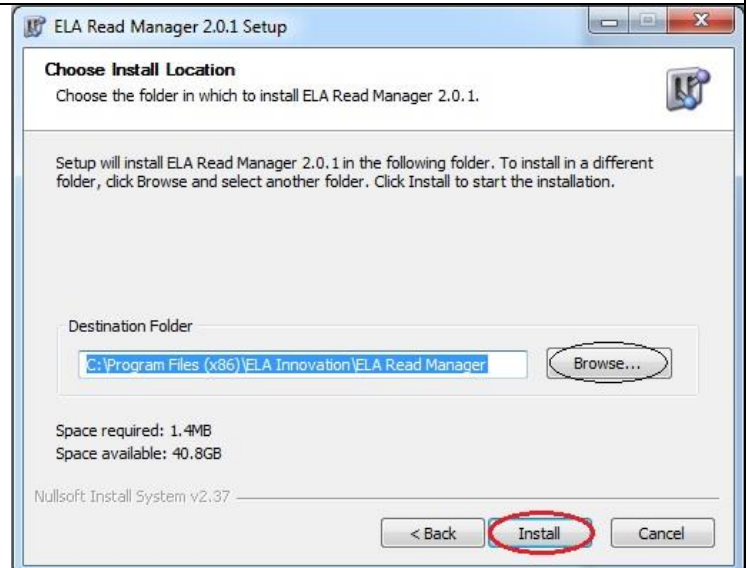 ELA Read Manager 2.0.1 Setup
Choose Install Location
Choose the folder in which to install ELA Read Manager 2.0.1.
Setup will install ELA Read Manager 2.0.1 in the following folder. To install in a different
folder, click Browse and select another folder. Click Install to start the installation.
Destination Folder
C:\Program Files (x86)\ELA Innovation\ELA Read Manager
Browse...
Space required: 1.4MB
Space available: 40.8GB
Nullsoft Install System v2.37
< Back Install Cancel